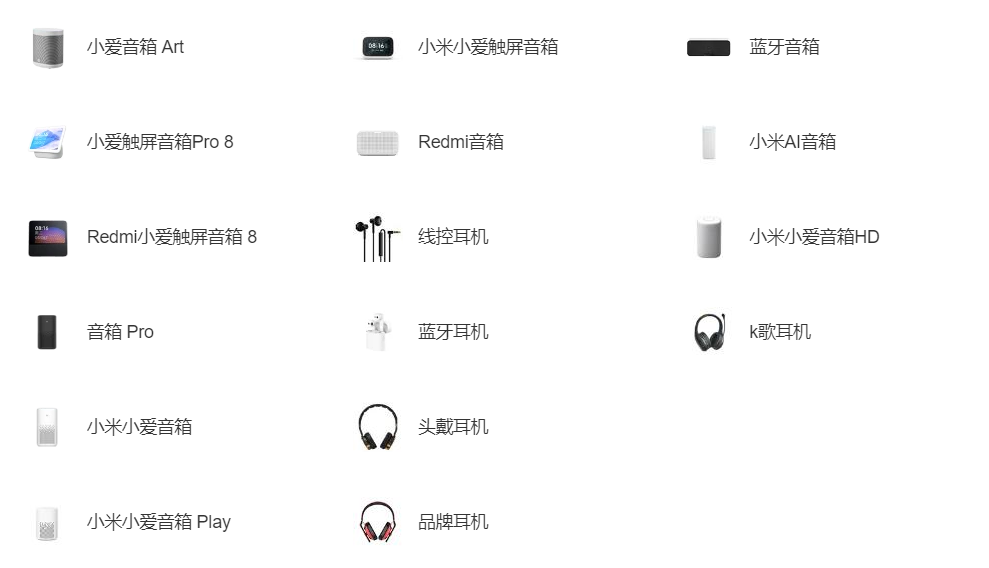 小爱音箱 Art
小爱触屏音箱Pro 8
Redmi小爱触屏音箱 8
音箱 Pro
小米小爱音箱
小米小爱音箱 Play
小米小爱触屏音箱
Redmi音箱
线控耳机
蓝牙耳机
头戴耳机
品牌耳机
蓝牙音箱
小米AI音箱
小米小爱音箱HD
k歌耳机
08:16
08:16